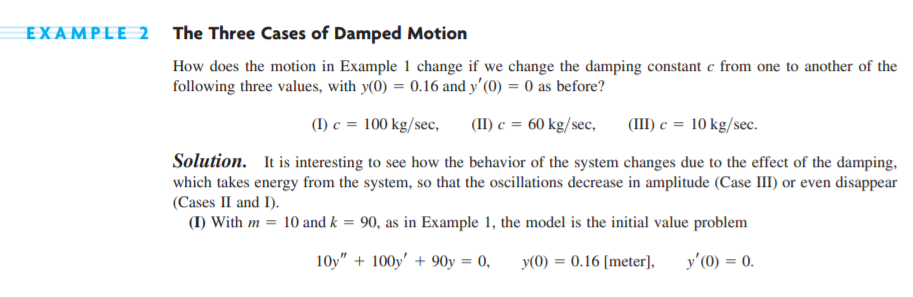 EXAMPLE 2 The Three Cases of Damped Motion
How does the motion in Example 1 change if we change the damping constant c from one to another of the
following three values, with y(0) = 0.16 and y′(0) = 0 as before?
(I) c = 100 kg/sec, (II) c = 60 kg/sec, (III) c = 10 kg/sec.
Solution. It is interesting to see how the behavior of the system changes due to the effect of the damping,
which takes energy from the system, so that the oscillations decrease in amplitude (Case III) or even disappear
(Cases II and I).
(I) With m = 10 and k = 90, as in Example 1, the model is the initial value problem
10y″ + 100y′ + 90y = 0, y(0) = 0.16 [meter], y′(0) = 0.